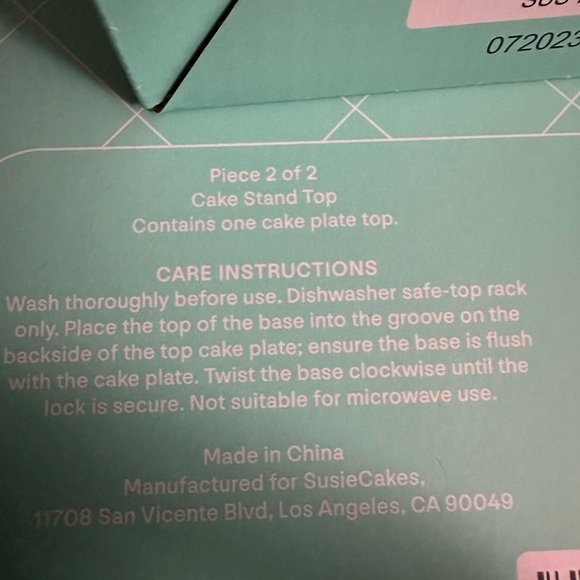 072023
Piece 2 of 2
Cake Stand Top
Contains one cake plate top.
CARE INSTRUCTIONS
Wash thoroughly before use. Dishwasher safe-top rack
only. Place the top of the base into the groove on the
backside of the top cake plate; ensure the base is flush
with the cake plate. Twist the base clockwise until the
lock is secure. Not suitable for microwave use.
Made in China
Manufactured for SusieCakes,
11708 San Vicente Blvd, Los Angeles, CA 90049